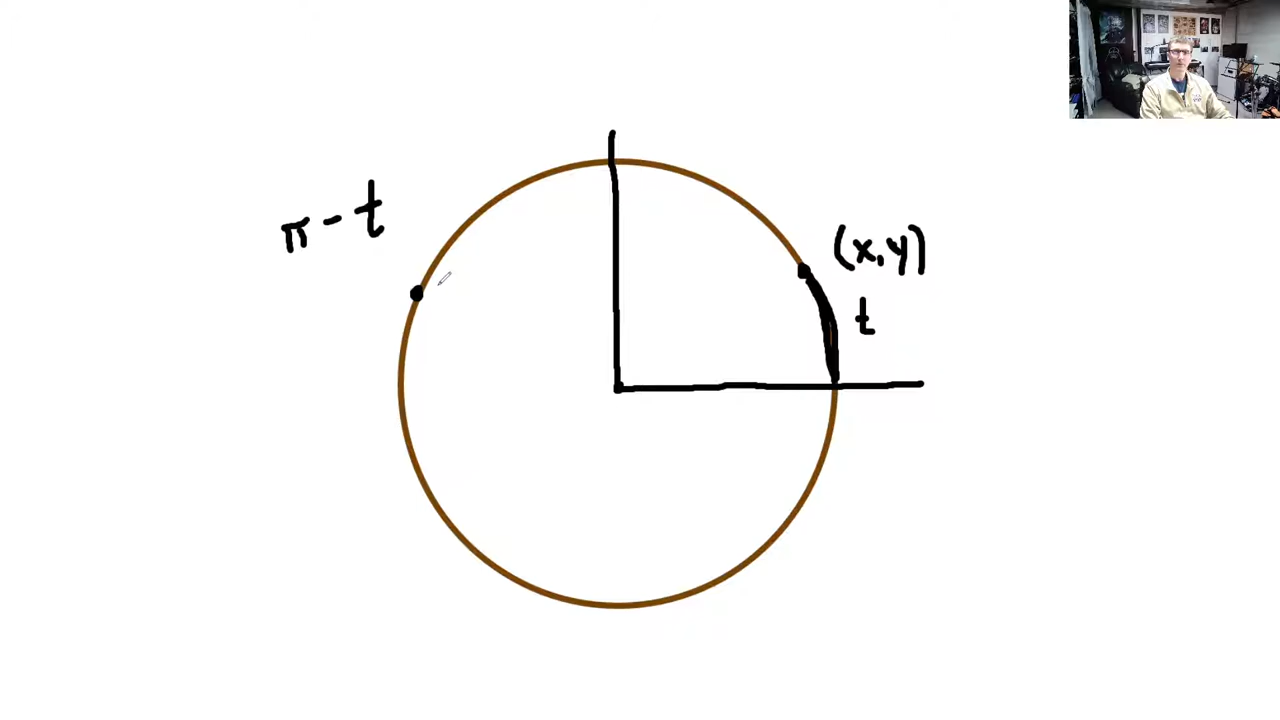 π - t
(x,y)
t